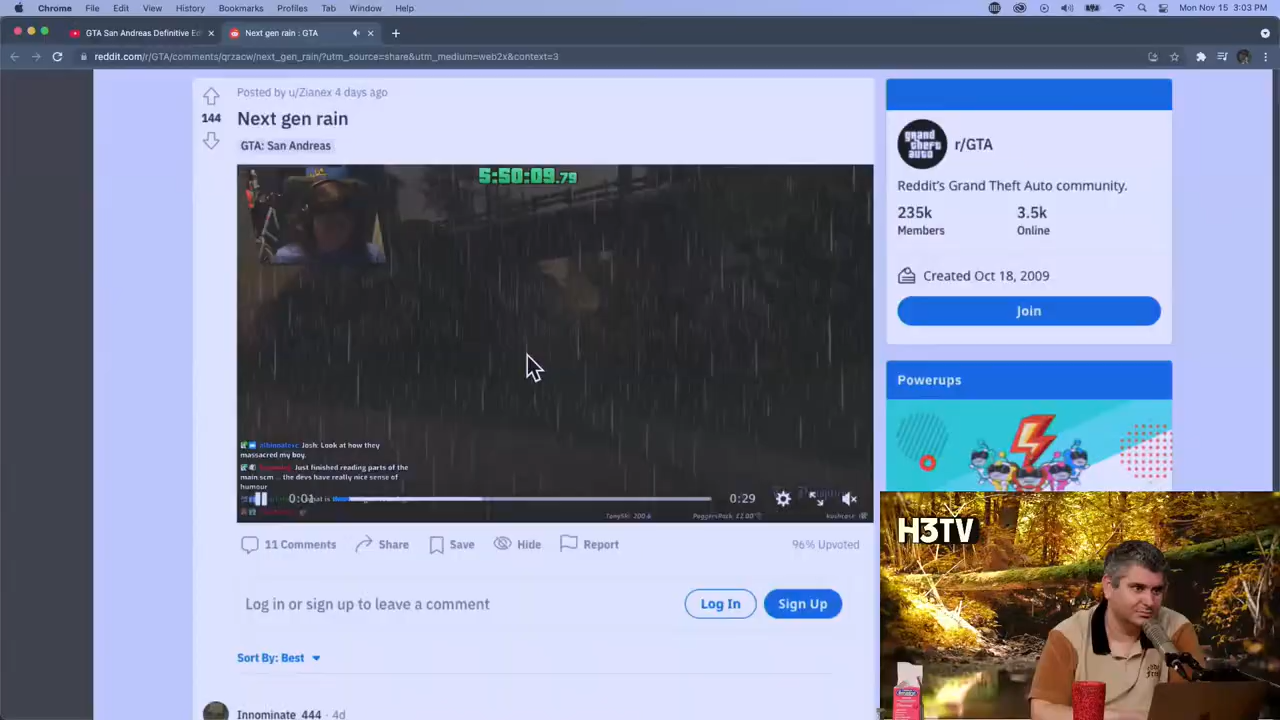 Chrome File Edit View History Bookmarks Profiles Tab Window Help Mon Nov 15 3:03 PM
GTA San Andreas Definitive Ed Next gen rain : GTA
reddit.com/r/GTA/comments/qrzacw/next_gen_rain/?utm_source=share&utm_medium=web2x&context=3
Posted by u/Zianex 4 days ago
144
Next gen rain
GTA: San Andreas
5:50:09.79
Josh: Look at how they
massacred my boy.
Just finished reading parts of the
main.scm ... the devs have really nice sense of
humour
0:01 0:29
11 Comments Share Save Hide Report 96% Upvoted
Log in or sign up to leave a comment Log In Sign Up
Sort By: Best
Innominate_444 · 4d
grand
theft
auto
r/GTA
Reddit's Grand Theft Auto community.
235k 3.5k
Members Online
Created Oct 18, 2009
Join
Powerups
H3TV